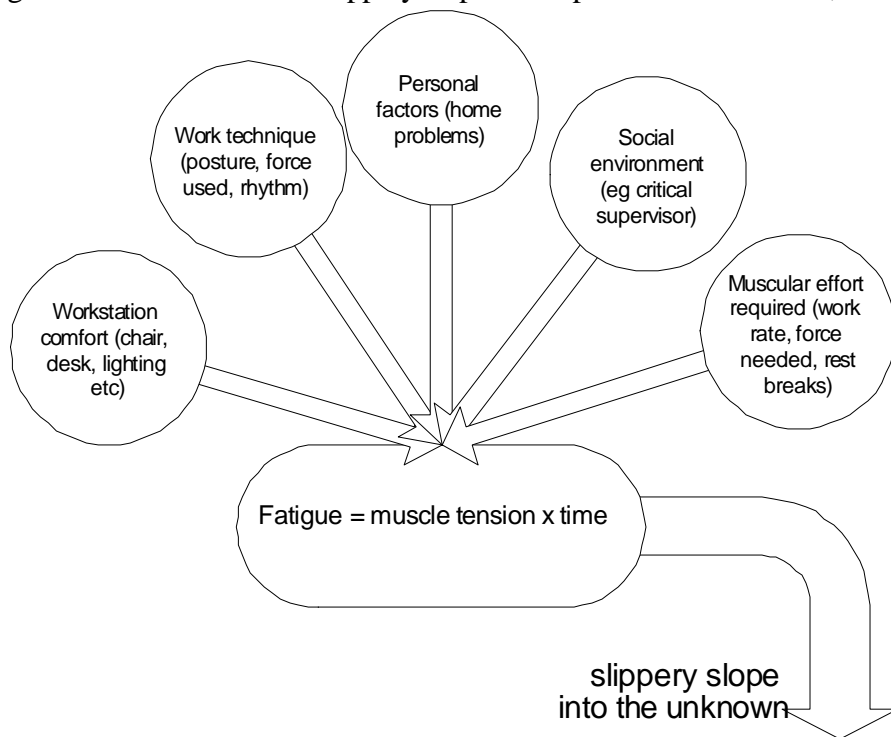 slippery
Personal
factors (home
problems)
Work technique
(posture, force
used, rhythm)
Social
environment
(eg critical
supervisor)
Workstation
comfort (chair,
desk, lighting
etc)
Muscular effort
required (work
rate, force
needed, rest
breaks)
Fatigue = muscle tension x time
slippery slope
into the unknown